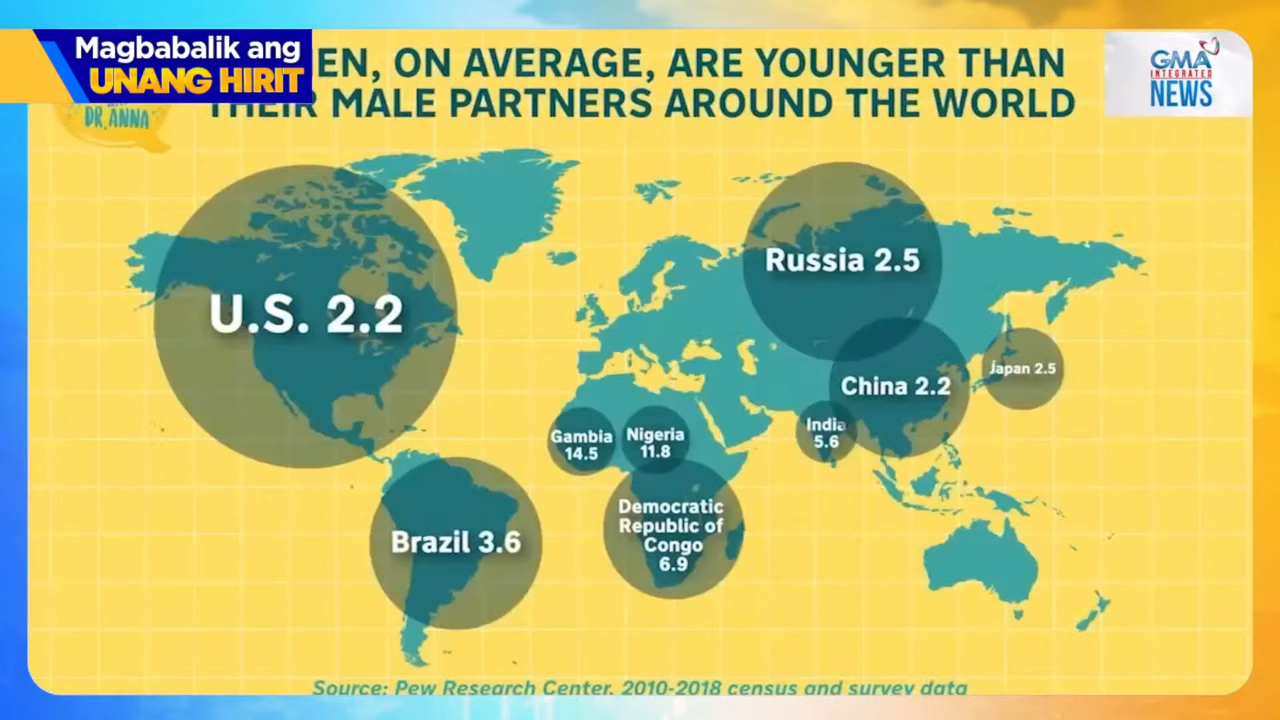 Magbabalik ang
UNANG HIRIT
EN, ON AVERAGE, ARE YOUNGER THAN
THEIR MALE PARTNERS AROUND THE WORLD
DR. ANNA
GMA
INTEGRATED
NEWS
U.S. 2.2
Russia 2.5
China 2.2
Japan 2.5
India
5.6
Gambia
14.5
Nigeria
11.8
Democratic
Republic of
Congo
6.9
Brazil 3.6
Source: Pew Research Center, 2010-2018 census and survey data